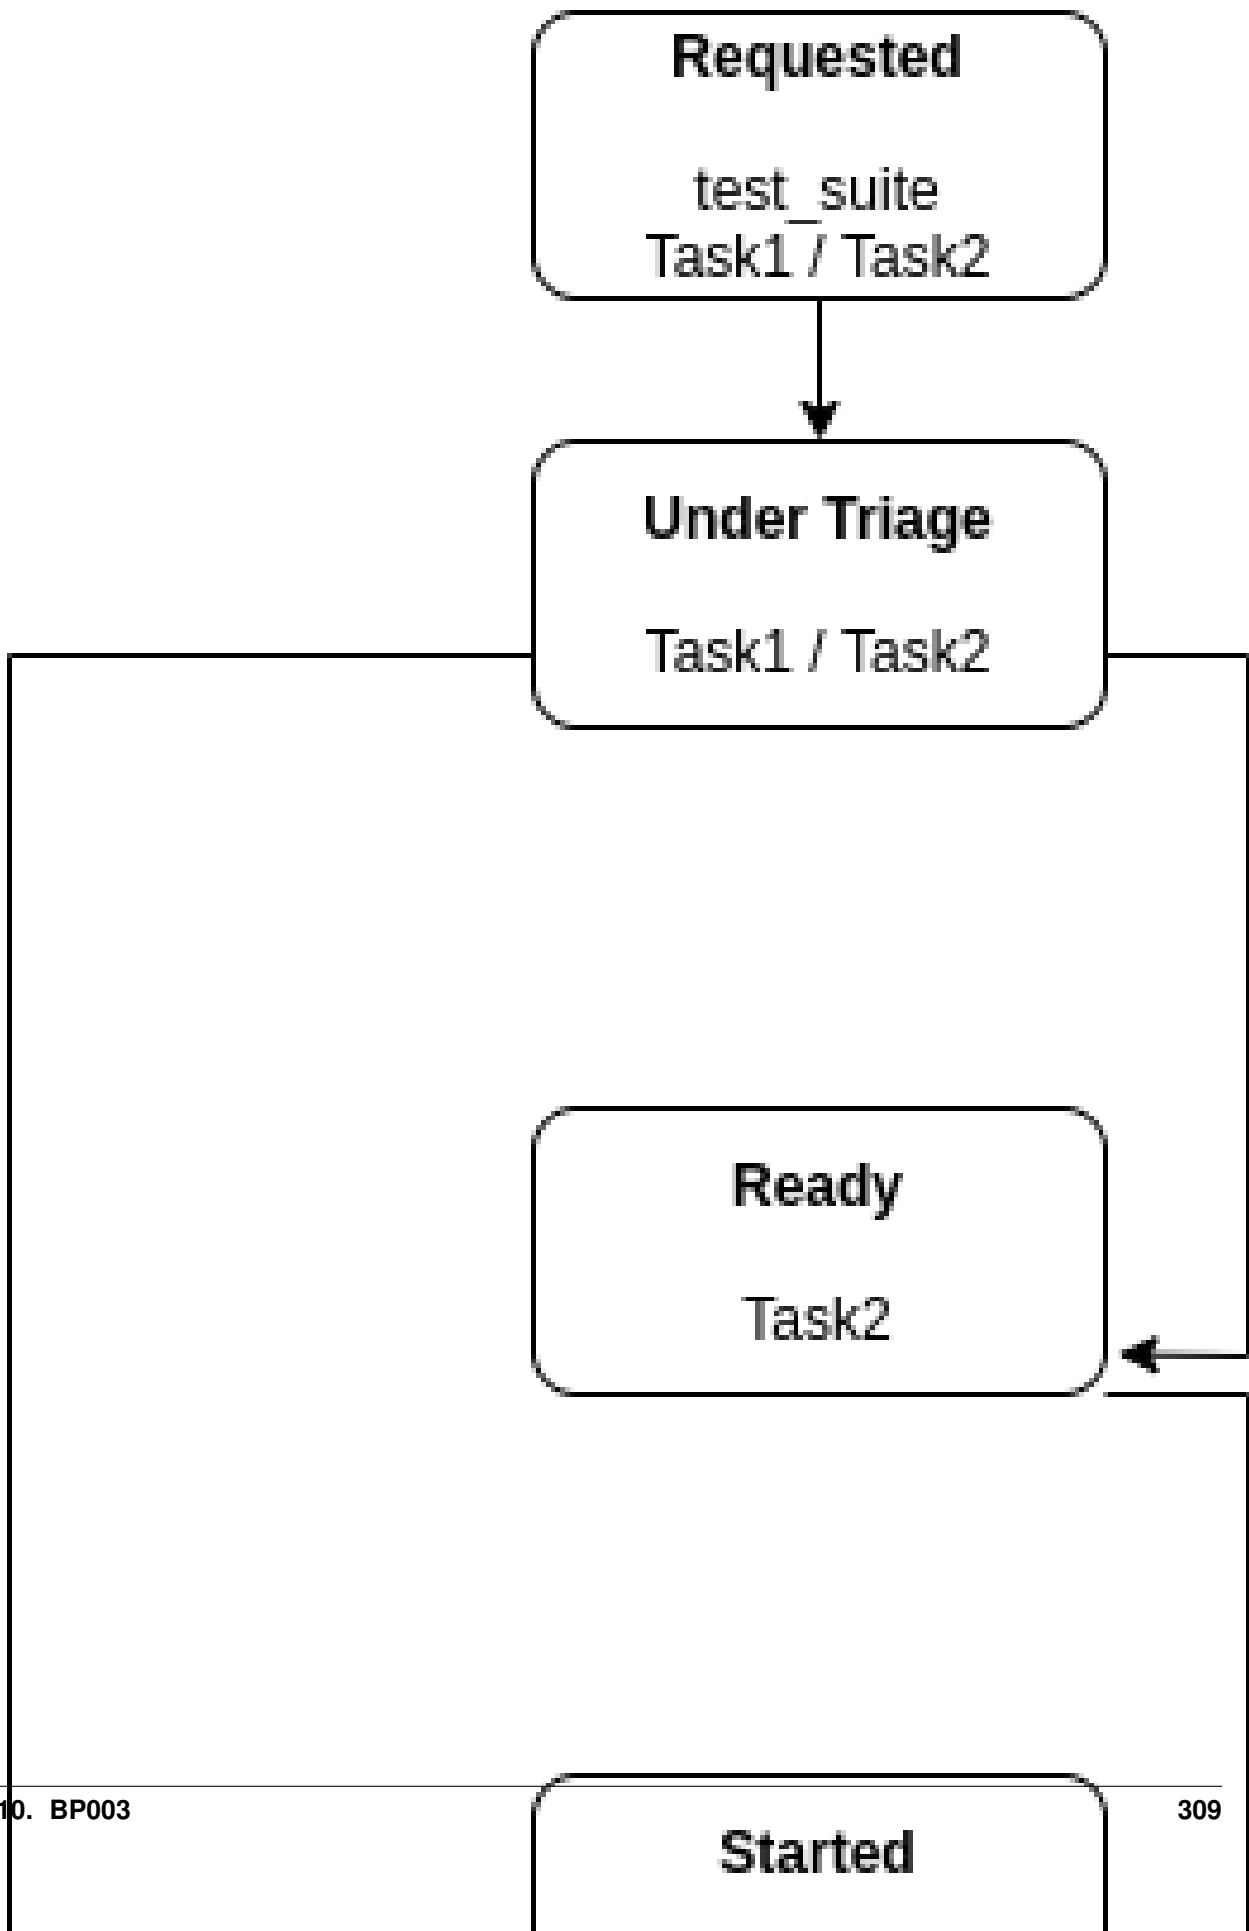 Requested
test_suite
Task1 / Task2
Under Triage
Task1 / Task2
Ready
Task2
10. BP003
309
Started